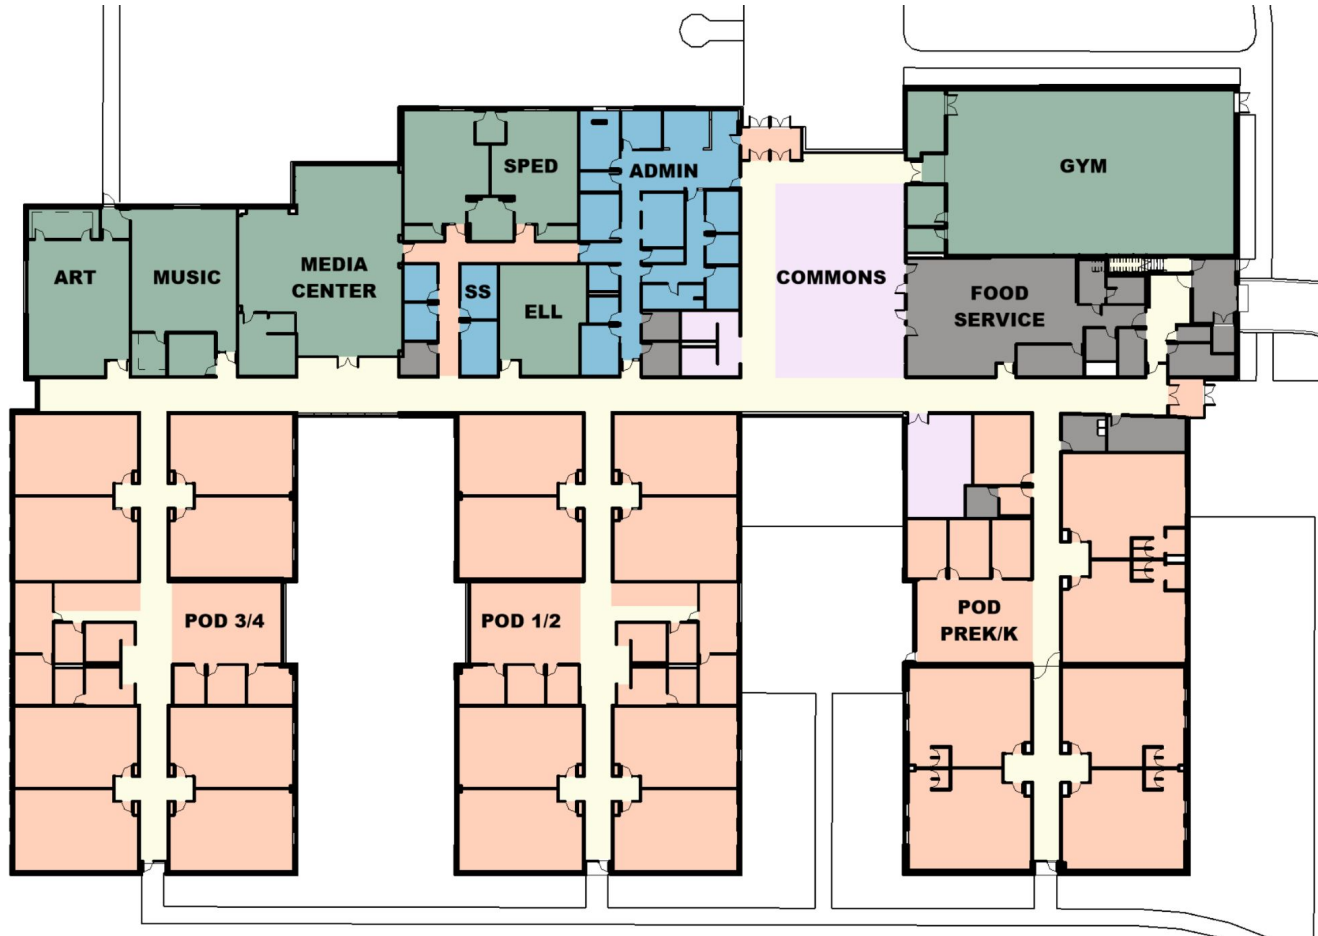 SPED
ADMIN
GYM
ART
MUSIC
MEDIA
CENTER
SS
ELL
COMMONS
FOOD
SERVICE
POD 3/4
POD 1/2
POD
PREK/K